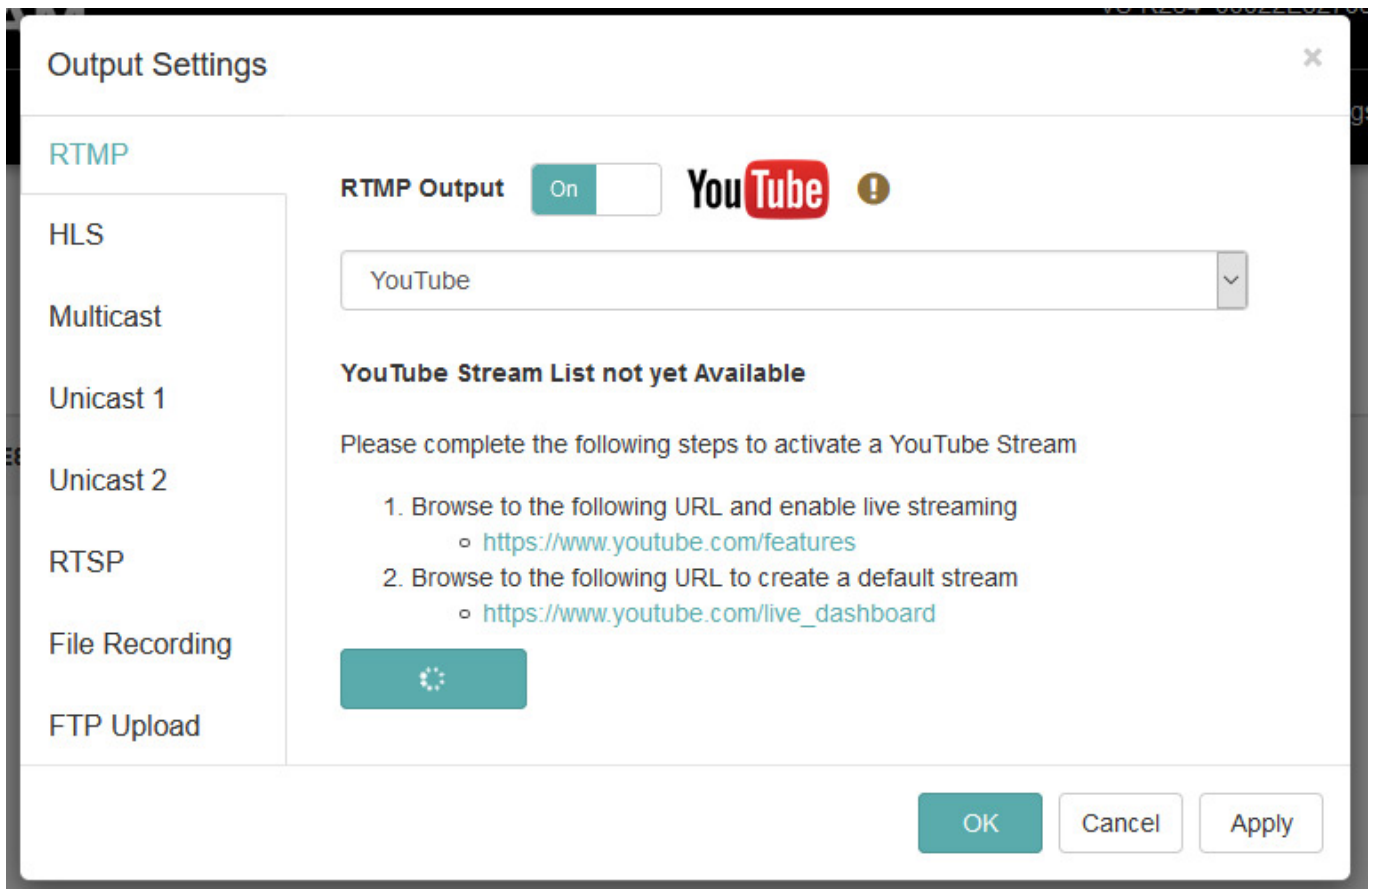 Output Settings
×
RTMP
RTMP Output On YouTube !
HLS
YouTube
Multicast
YouTube Stream List not yet Available
Unicast 1
Please complete the following steps to activate a YouTube Stream
Unicast 2
1. Browse to the following URL and enable live streaming
https://www.youtube.com/features
RTSP
2. Browse to the following URL to create a default stream
https://www.youtube.com/live_dashboard
File Recording
FTP Upload
OK Cancel Apply